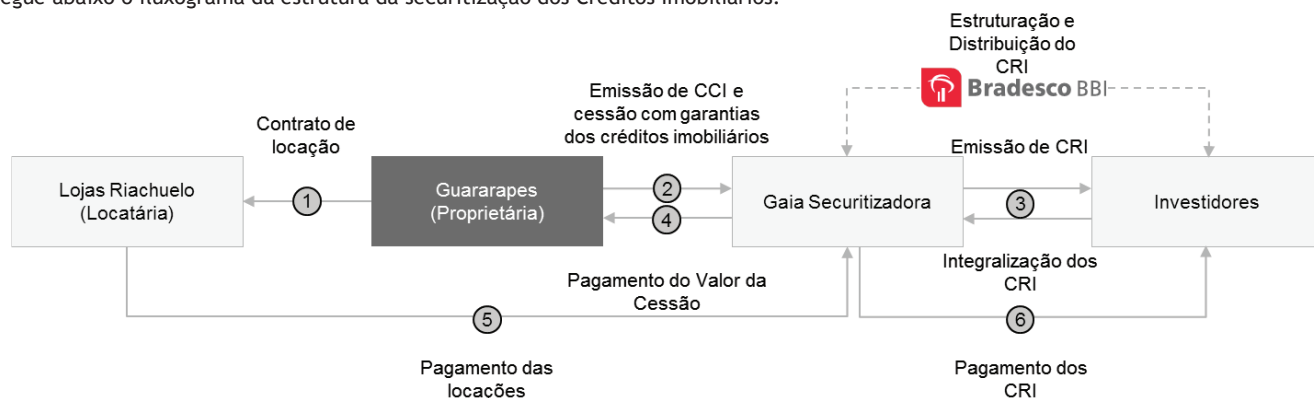 egue abaixo o fluxograma da estrutura da securitização dos Créditos Imobiliários:
Estruturação e
Distribuição do
CRI
Bradesco BBI
Emissão de CCI e
cessão com garantias
dos créditos imobiliários
Contrato de
locação
Emissão de CRI
Lojas Riachuelo
(Locatária)
1
Guararapes
(Proprietária)
2
4
Gaia Securitizadora
3
Investidores
Pagamento do Valor da
Cessão
Integralização dos
CRI
5
6
Pagamento das
locações
Pagamento dos
CRI